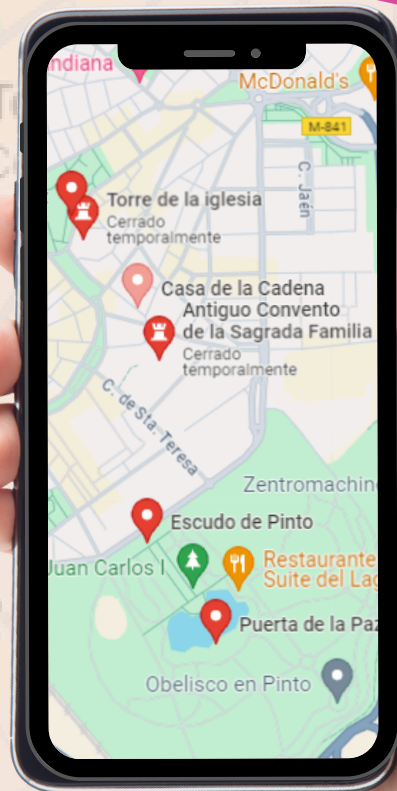 ndiana
McDonald's
M-841
C. Jaén
Torre de la iglesia
Cerrado
temporalmente
Casa de la Cadena
Antiguo Convento
de la Sagrada Familia
Cerrado
temporalmente
C. de Sta. Teresa
Zentromachin
Escudo de Pinto
Juan Carlos I
Restaurante
Suite del Lag
Puerta de la Paz
Obelisco en Pinto